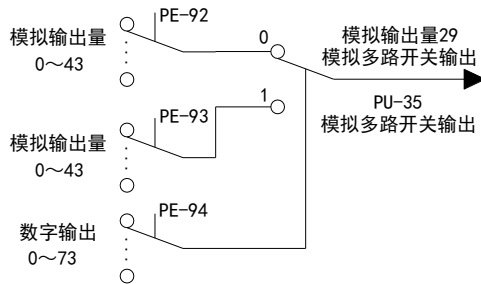 模拟输出量
0～43
PE-92
0
模拟输出量29
模拟多路开关输出
1
PU-35
模拟多路开关输出
模拟输出量
0～43
PE-93
数字输出
0～73
PE-94